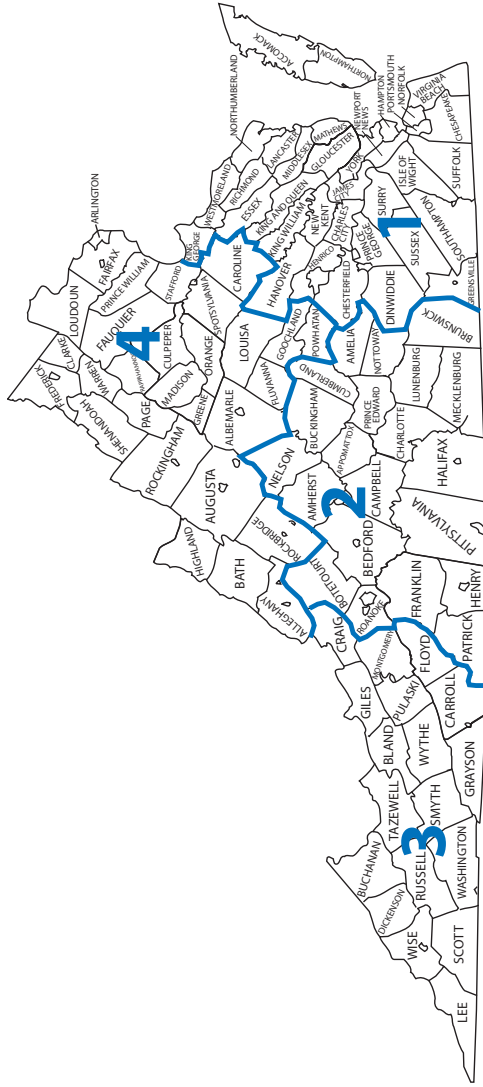 ARLINGTON
LOUDOUN
FAIRFAX
CLARKE
FREDERICK
WARREN
FAUQUIER
PRINCE WILLIAM
SHENANDOAH
PAGE
RAPPAHANNOCK
4
CULPEPER
STAFFORD
KING
GEORGE
WESTMORELAND
NORTHUMBERLAND
RICHMOND
LANCASTER
ESSEX
MIDDLESEX
MATHEWS
GLOUCESTER
KING AND QUEEN
KING WILLIAM
ACCOMACK
NORTHAMPTON
ROCKINGHAM
MADISON
GREENE
ORANGE
SPOTSYLVANIA
CAROLINE
HIGHLAND
AUGUSTA
ALBEMARLE
LOUISA
HANOVER
BATH
ROCKBRIDGE
NELSON
FLUVANNA
GOOCHLAND
POWHATAN
HENRICO
NEW
KENT
CHARLES
CITY
JAMES
CITY
YORK
NEWPORT
NEWS
HAMPTON
PORTSMOUTH
NORFOLK
VIRGINIA
BEACH
CHESAPEAKE
ALLEGHANY
BOTETOURT
AMHERST
BUCKINGHAM
CUMBERLAND
AMELIA
CHESTERFIELD
PRINCE
GEORGE
SURRY
1
ISLE OF
WIGHT
SUSSEX
SOUTHAMPTON
SUFFOLK
CRAIG
ROANOKE
BEDFORD
2
CAMPBELL
APPOMATTOX
PRINCE
EDWARD
NOTTOWAY
DINWIDDIE
CHARLOTTE
LUNENBURG
BRUNSWICK
GREENSVILLE
MECKLENBURG
HALIFAX
PITTSYLVANIA
FRANKLIN
HENRY
PATRICK
FLOYD
MONTGOMERY
GILES
PULASKI
CARROLL
BLAND
WYTHE
GRAYSON
TAZEWELL
SMYTH
3
BUCHANAN
RUSSELL
WASHINGTON
DICKENSON
WISE
SCOTT
LEE